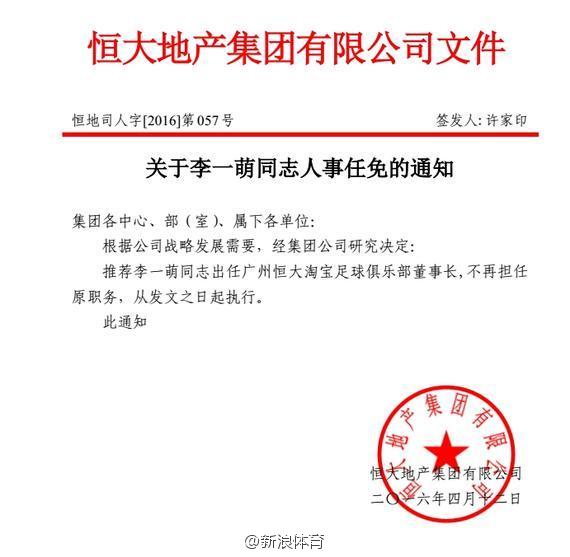 恒大地产集团有限公司文件
恒地司人字[2016]第057号 签发人:许家印
关于李一萌同志人事任免的通知
集团各中心、部（室）、属下各单位:
根据公司战略发展需要，经集团公司研究决定:
推荐李一萌同志出任广州恒大淘宝足球俱乐部董事长,不再担任
原职务，从发文之日起执行。
此通知
恒大地产集团有限公司
恒大地产集团有限公司
二〇一六年四月十二日
@新浪体育